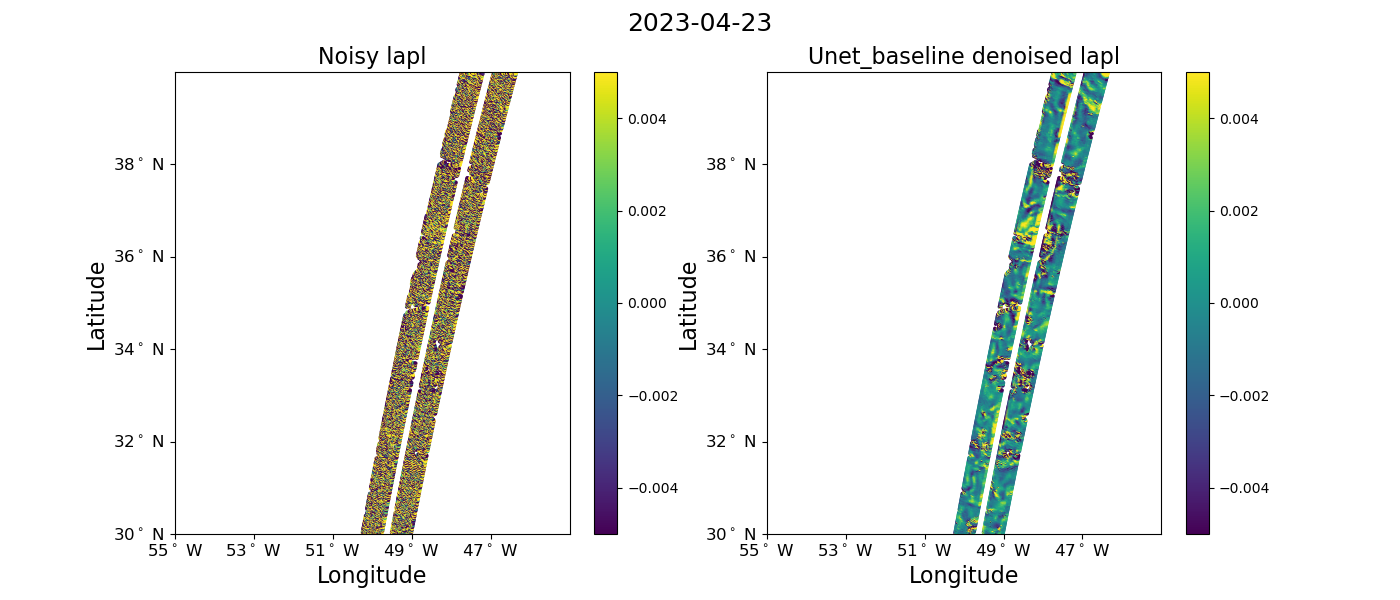 2023-04-23
Noisy lapl
Unet_baseline denoised lapl
Latitude
38° N
36° N
34° N
32° N
30° N
55° W
53° W
51° W
49° W
47° W
Longitude
0.004
0.002
0.000
−0.002
−0.004
Latitude
38° N
36° N
34° N
32° N
30° N
55° W
53° W
51° W
49° W
47° W
Longitude
0.004
0.002
0.000
−0.002
−0.004